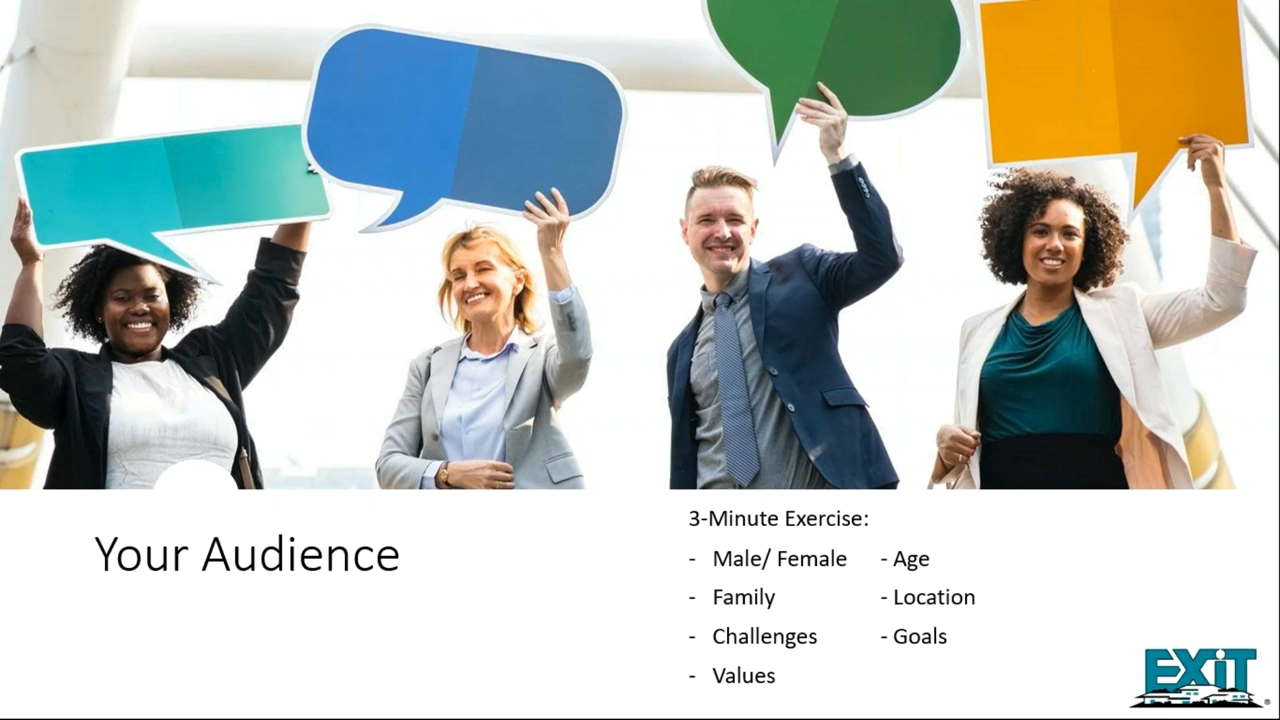 Your Audience
3-Minute Exercise:
- Male/ Female - Age
- Family - Location
- Challenges - Goals
- Values
EXiT
®